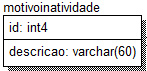 motivoinatividade
id: int4
descricao: varchar(60)